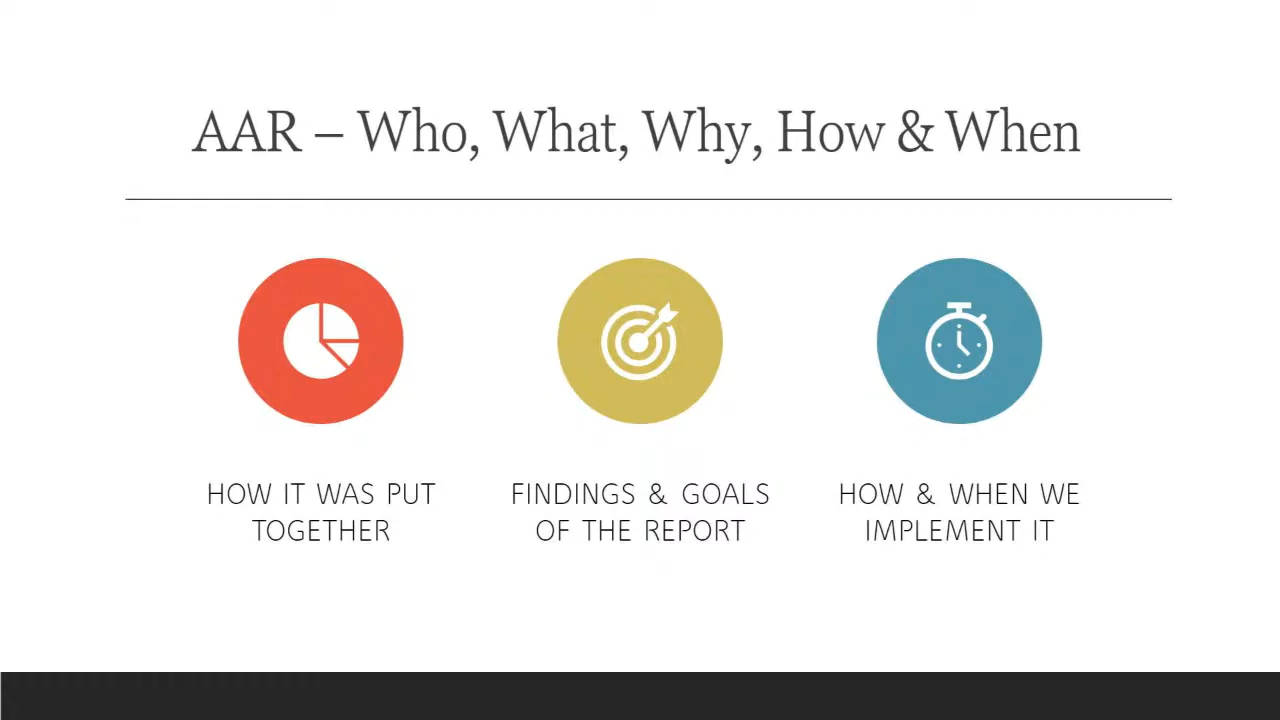 AAR – Who, What, Why, How & When
HOW IT WAS PUT
TOGETHER
FINDINGS & GOALS
OF THE REPORT
HOW & WHEN WE
IMPLEMENT IT